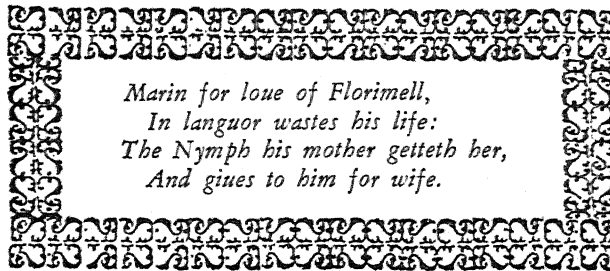 Marin for loue of Florimell,
In languor wastes his life:
The Nymph his mother getteth her,
And giues to him for wife.